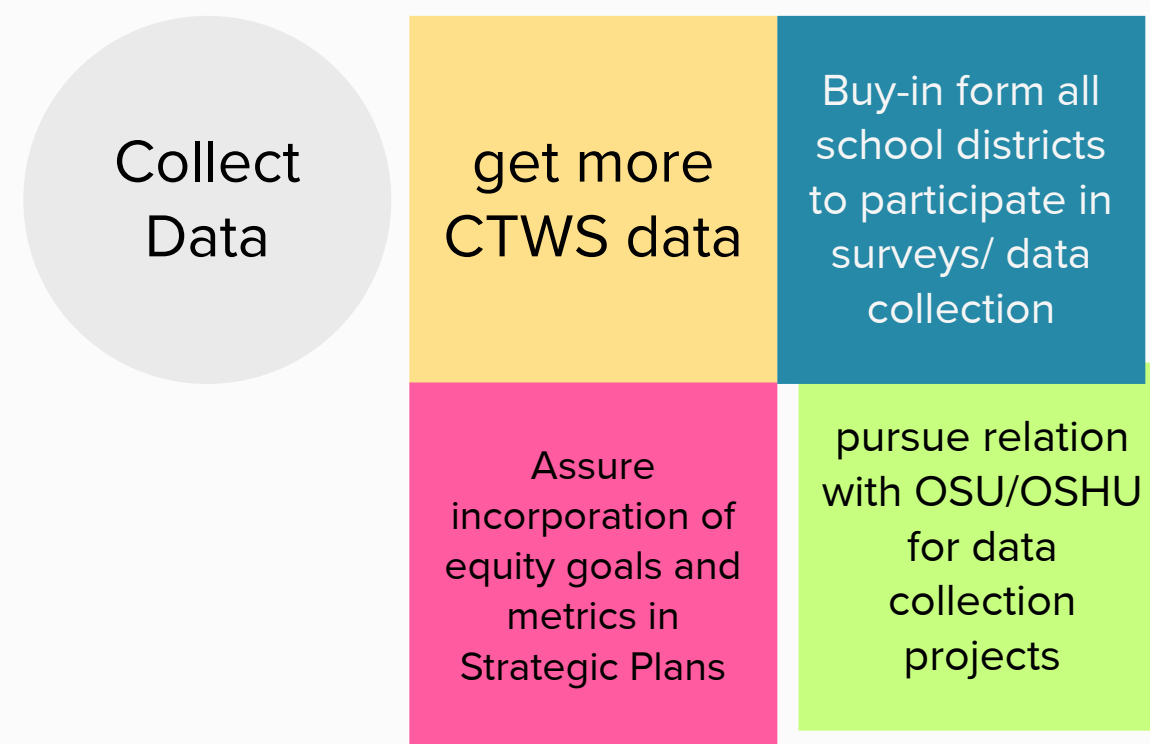 Collect
Data
get more
CTWS data
Buy-in form all
school districts
to participate in
surveys/ data
collection
Assure
incorporation of
equity goals and
metrics in
Strategic Plans
pursue relation
with OSU/OSHU
for data
collection
projects